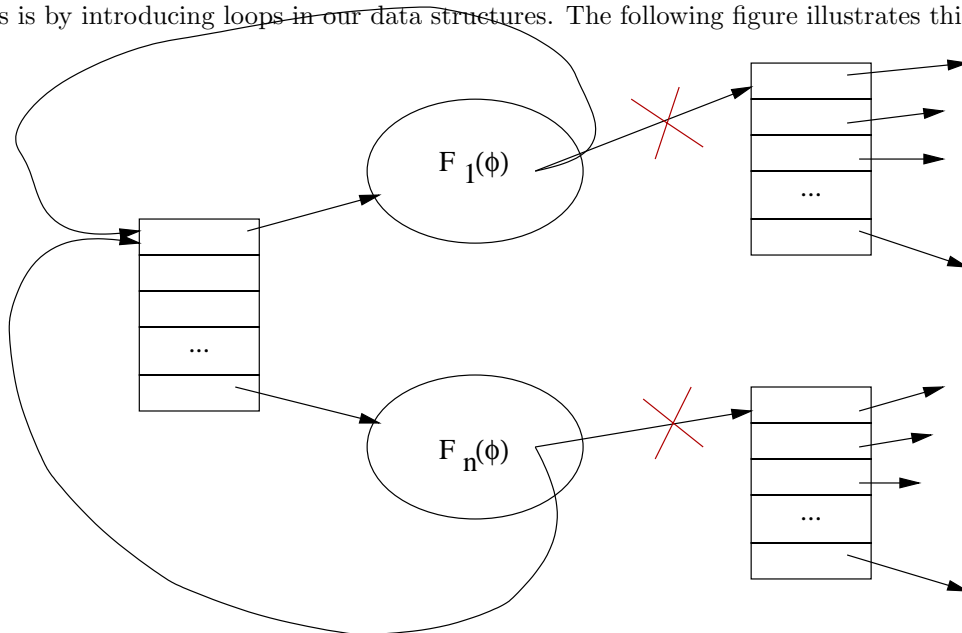 s is by introducing loops in our data structures. The following figure illustrates thi
F 1(ϕ)
...
...
F n(ϕ)
...